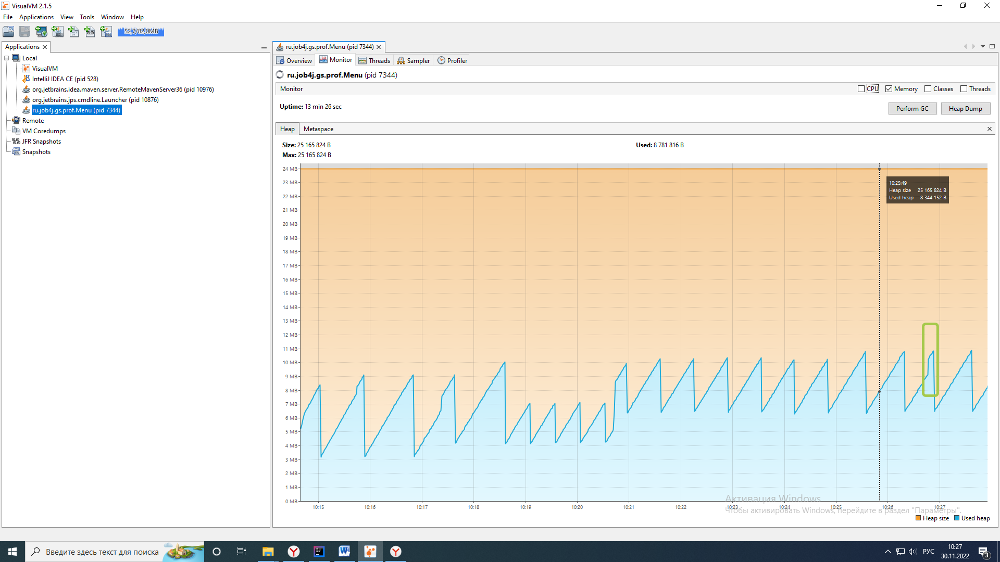 VisualVM 2.1.5
File Applications View Tools Window Help
52,7/82,0MB
Applications
Local
VisualVM
IntelliJ IDEA CE (pid 528)
org.jetbrains.idea.maven.server.RemoteMavenServer36 (pid 10976)
org.jetbrains.jps.cmdline.Launcher (pid 10876)
ru.job4j.gs.prof.Menu (pid 7344)
Remote
VM Coredumps
JFR Snapshots
Snapshots
ru.job4j.gs.prof.Menu (pid 7344)
Overview Monitor Threads Sampler Profiler
ru.job4j.gs.prof.Menu (pid 7344)
Monitor
CPU Memory Classes Threads
Uptime: 13 min 26 sec
Perform GC Heap Dump
Heap Metaspace
Size: 25 165 824 B
Used: 8 781 816 B
Max: 25 165 824 B
24 MB
23 MB
22 MB
21 MB
20 MB
19 MB
18 MB
17 MB
16 MB
15 MB
14 MB
13 MB
12 MB
11 MB
10 MB
9 MB
8 MB
7 MB
6 MB
5 MB
4 MB
3 MB
2 MB
1 MB
0 MB
10:25:49
Heap size 25 165 824 B
Used heap 8 344 152 B
10:15 10:16 10:17 10:18 10:19 10:20 10:21 10:22 10:23 10:24 10:25 10:26 10:27
Активация Windows
Чтобы активировать Windows, перейдите в раздел "Параметры".
Heap size Used heap
Введите здесь текст для поиска
РУС
10:27
30.11.2022
3